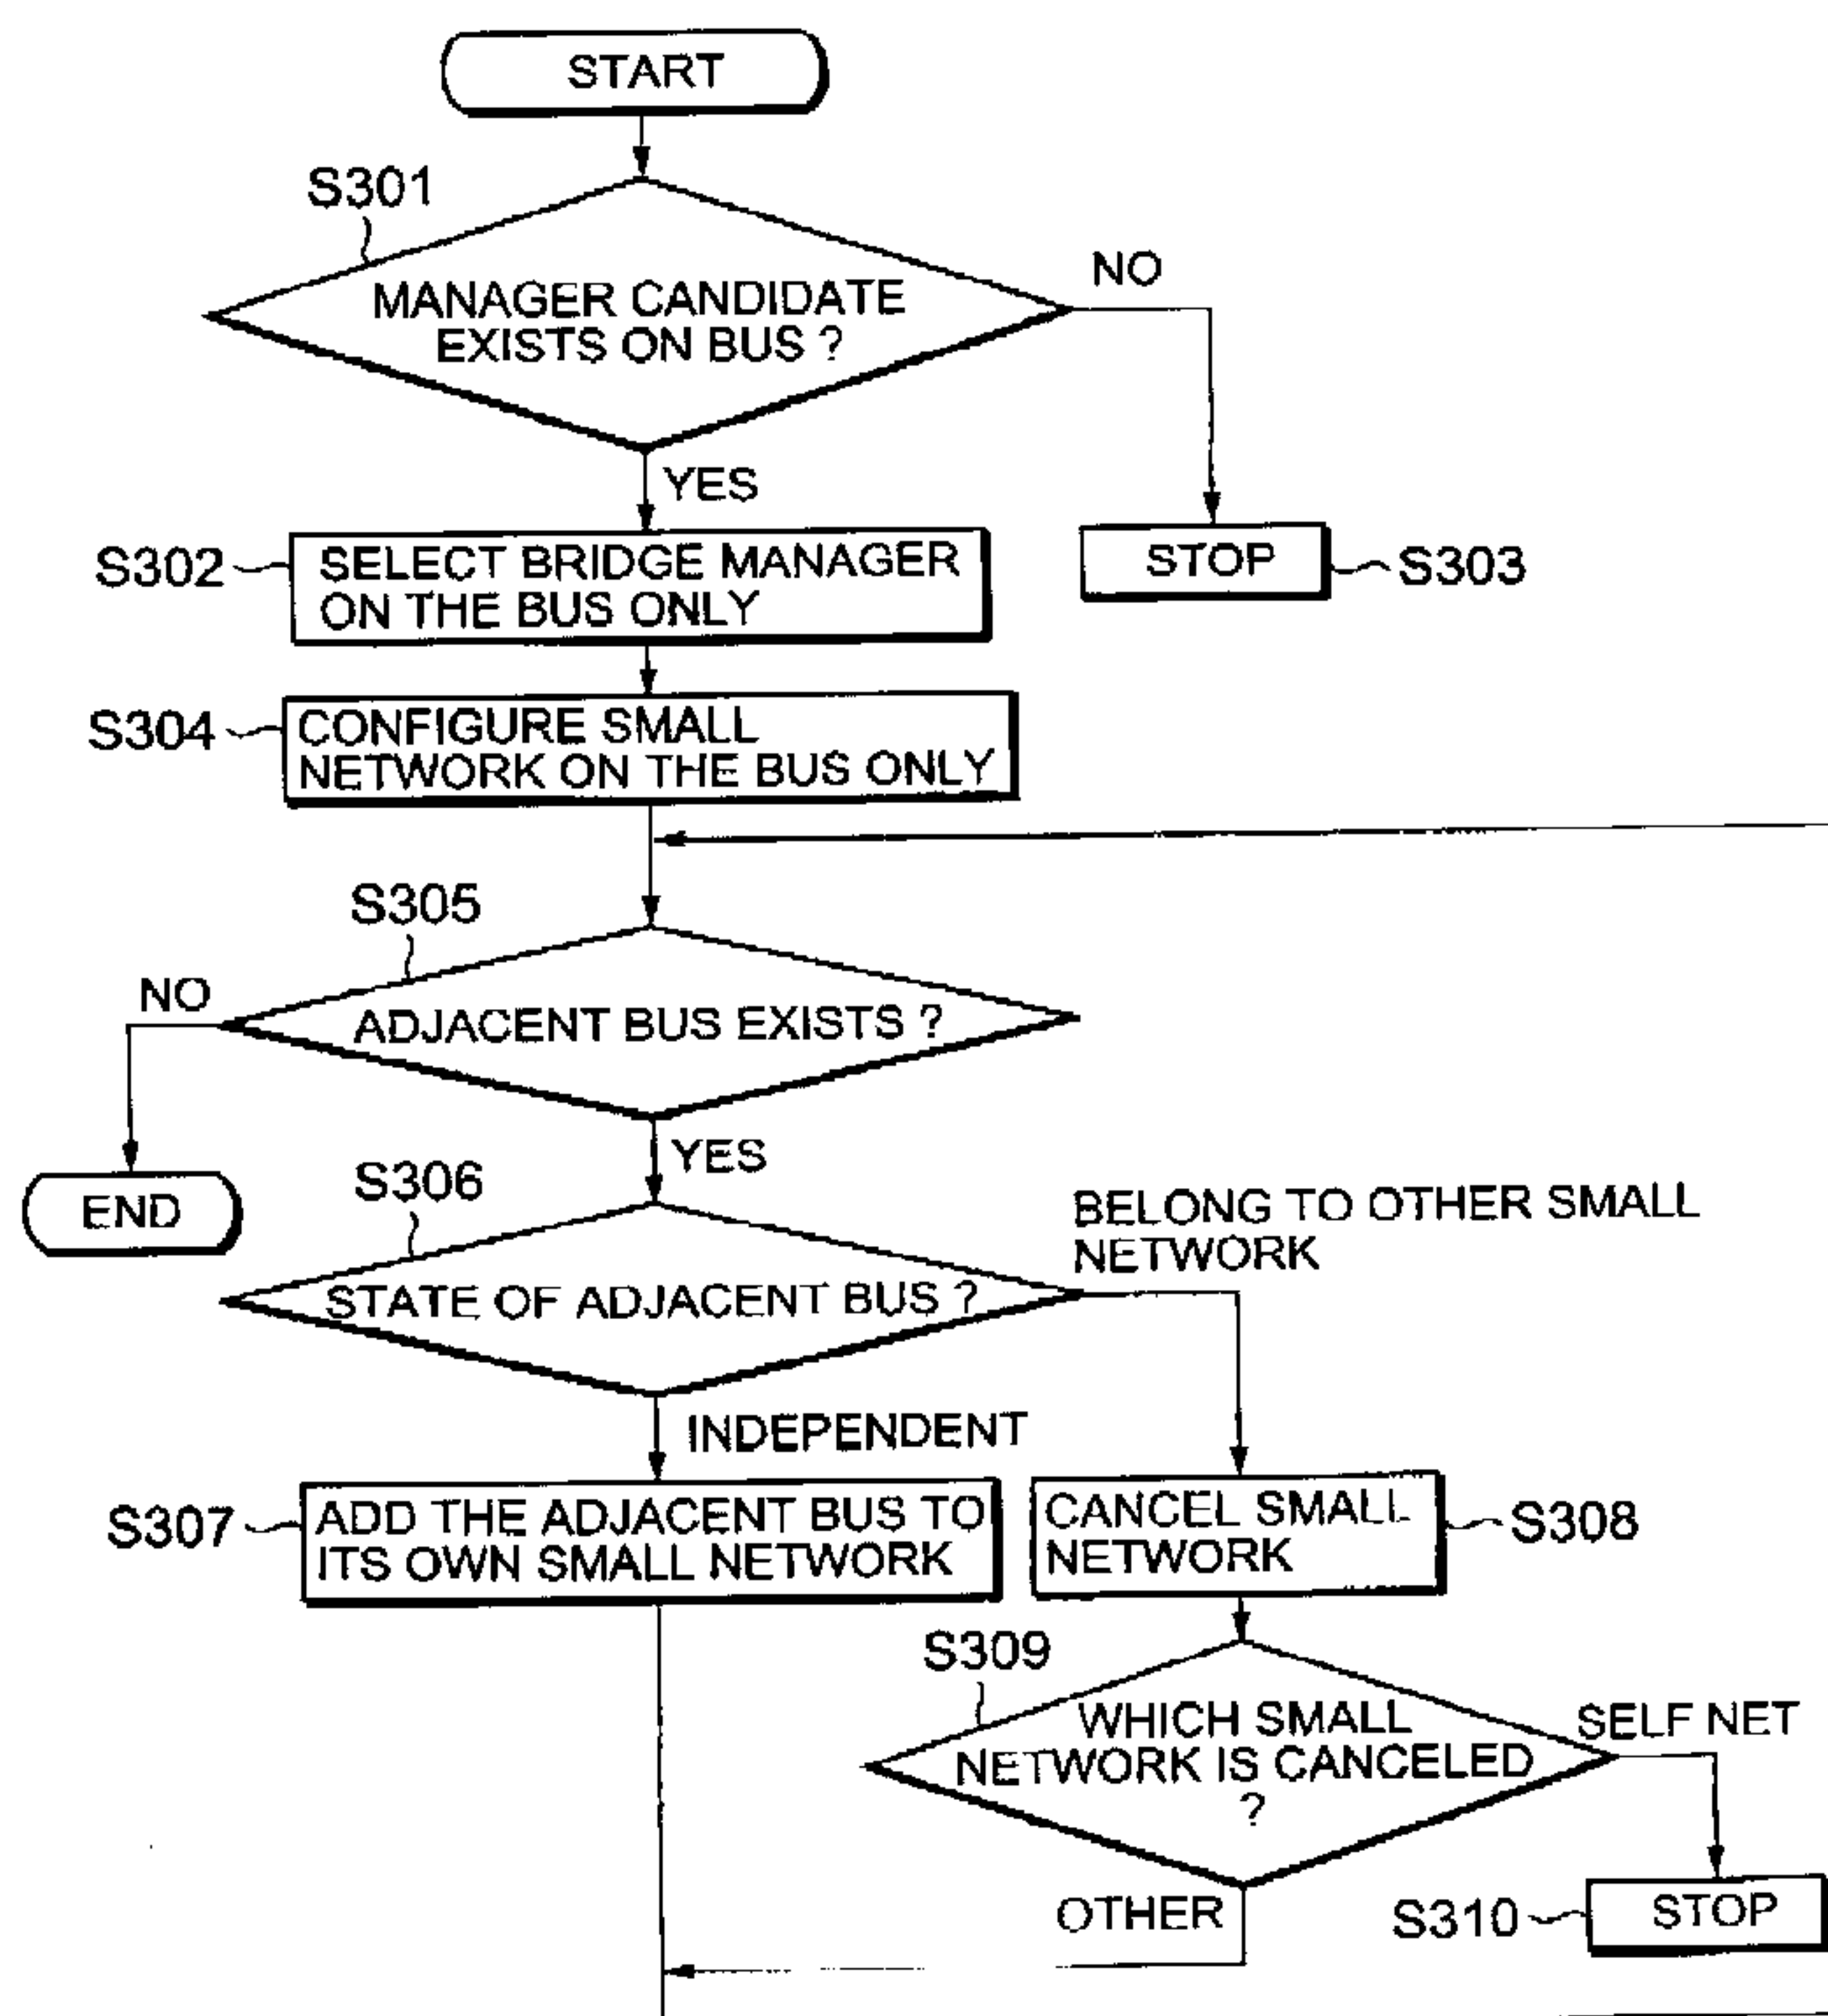 START
S301
MANAGER CANDIDATE
EXISTS ON BUS ?
NO
YES
S302
SELECT BRIDGE MANAGER
ON THE BUS ONLY
STOP
S303
S304
CONFIGURE SMALL
NETWORK ON THE BUS ONLY
S305
NO
ADJACENT BUS EXISTS ?
YES
END
S306
BELONG TO OTHER SMALL
NETWORK
STATE OF ADJACENT BUS ?
INDEPENDENT
S307
ADD THE ADJACENT BUS TO
ITS OWN SMALL NETWORK
CANCEL SMALL
NETWORK
S308
S309
WHICH SMALL
NETWORK IS CANCELED
?
SELF NET
OTHER
S310
STOP